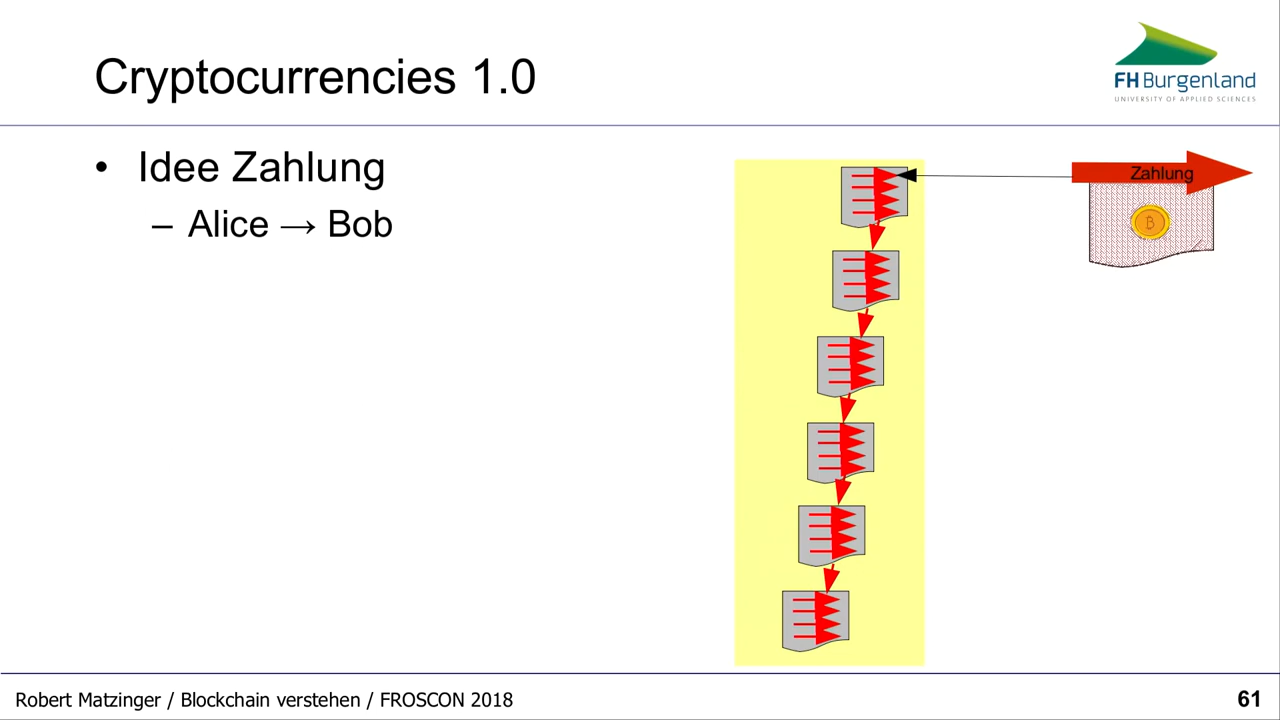 Cryptocurrencies 1.0
FH Burgenland
UNIVERSITY OF APPLIED SCIENCES
• Idee Zahlung
– Alice → Bob
Zahlung
Robert Matzinger / Blockchain verstehen / FROSCON 2018
61